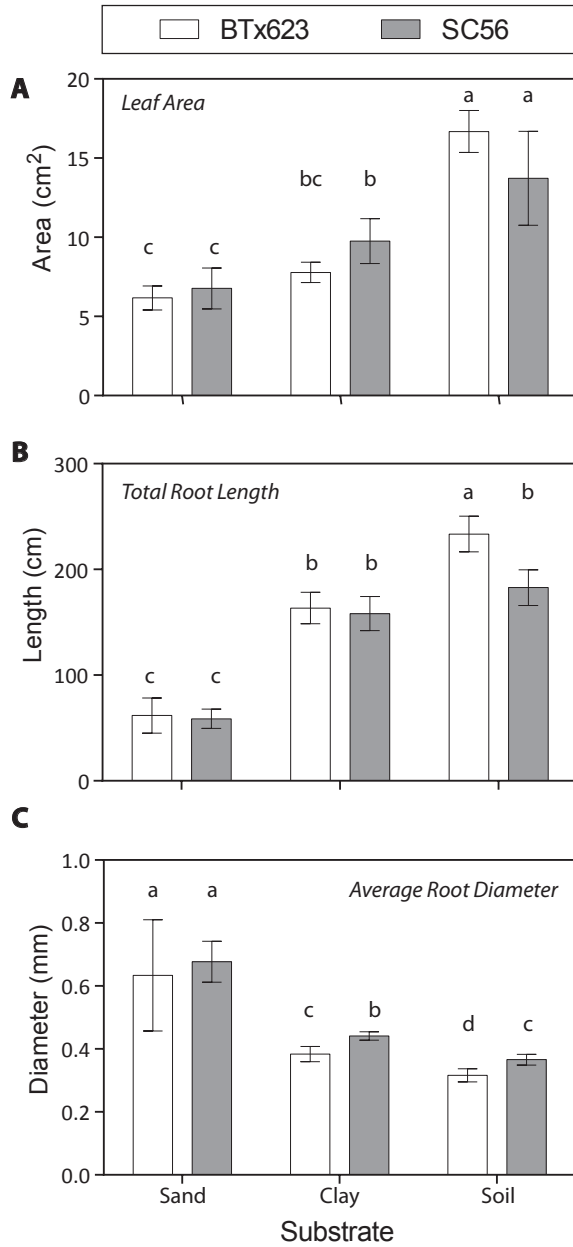 BTx623 SC56
A
Leaf Area
Area (cm²)
20
15
10
5
0
c c bc b a a
B
Total Root Length
Length (cm)
300
200
100
0
c c b b a b
C
Average Root Diameter
Diameter (mm)
1.0
0.8
0.6
0.4
0.2
0.0
a a c b d c
Sand Clay Soil
Substrate